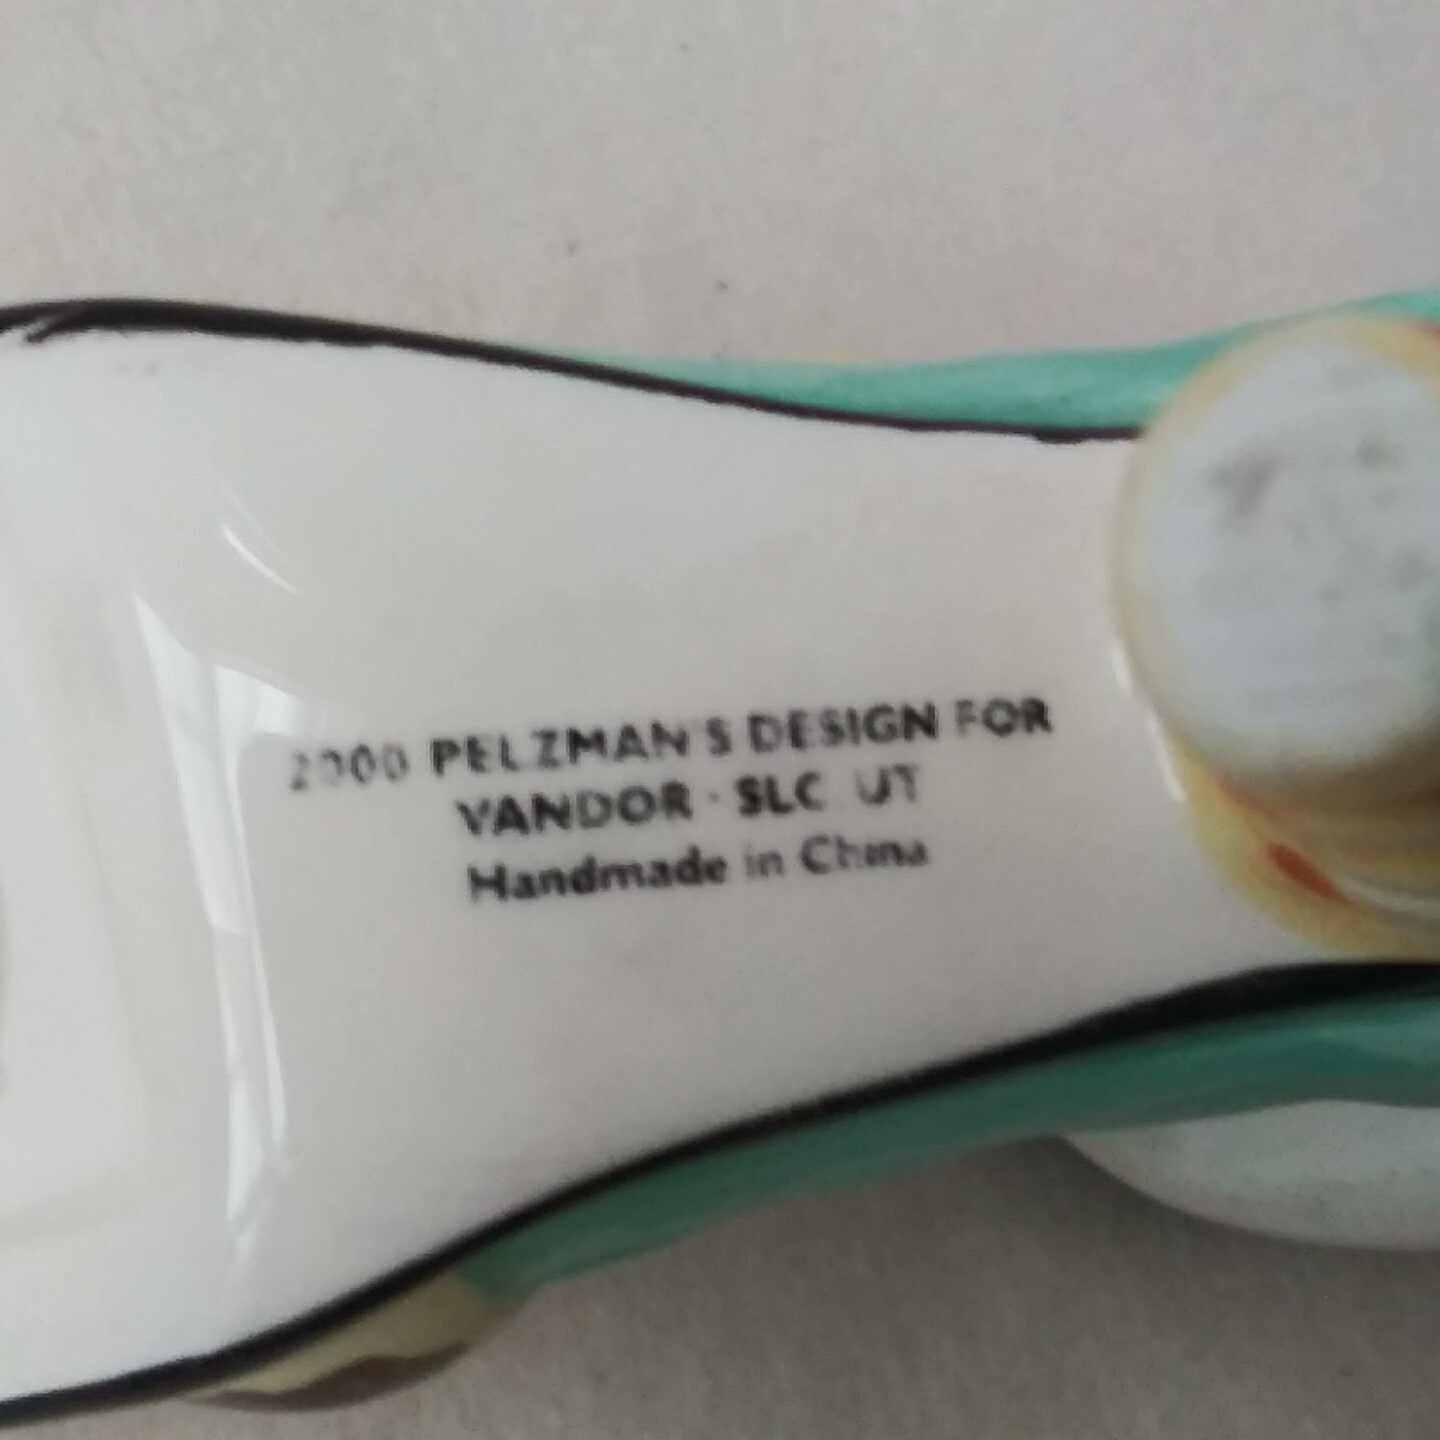 2000 PELZMAN'S DESIGN FOR
VANDOR · SLC UT
Handmade in China